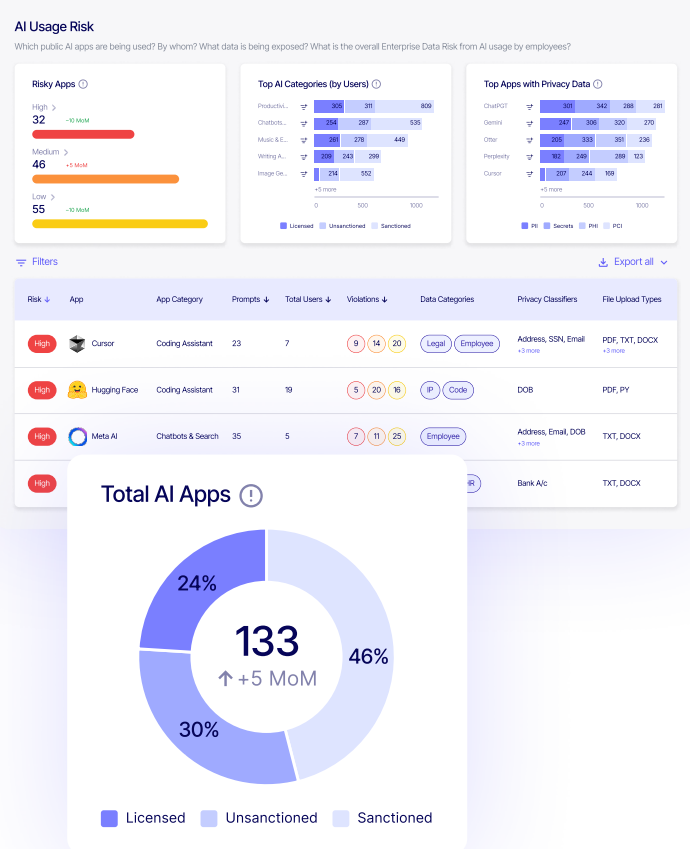 AI Usage Risk
Which public AI apps are being used? By whom? What data is being exposed? What is the overall Enterprise Data Risk from AI usage by employees?
Risky Apps
High
32 −10 MoM
Medium
46 +5 MoM
Low
55 −10 MoM
Top AI Categories (by Users)
Productivi... 305 311 809
Chatbots... 254 287 535
Music & E... 261 278 449
Writing A... 209 243 299
Image Ge... 214 552
+5 more
0 500 1000
Licensed Unsanctioned Sanctioned
Top Apps with Privacy Data
ChatPGT 301 342 288 281
Gemini 247 306 320 270
Otter 205 333 351 236
Perplexity 182 249 289 123
Cursor 207 244 169
+5 more
0 500 1000
PII Secrets PHI PCI
Filters
Export all
Risk App App Category Prompts Total Users Violations Data Categories Privacy Classifiers File Upload Types
High Cursor Coding Assistant 23 7 9 14 20 Legal Employee Address, SSN, Email PDF, TXT, DOCX
+3 more +3 more
High Hugging Face Coding Assistant 31 19 5 20 16 IP Code DOB PDF, PY
High Meta AI Chatbots & Search 35 5 7 11 25 Employee Address, Email, DOB TXT, DOCX
+3 more
High HR Bank A/c TXT, DOCX
Total AI Apps
24%
46%
30%
133
+5 MoM
Licensed Unsanctioned Sanctioned